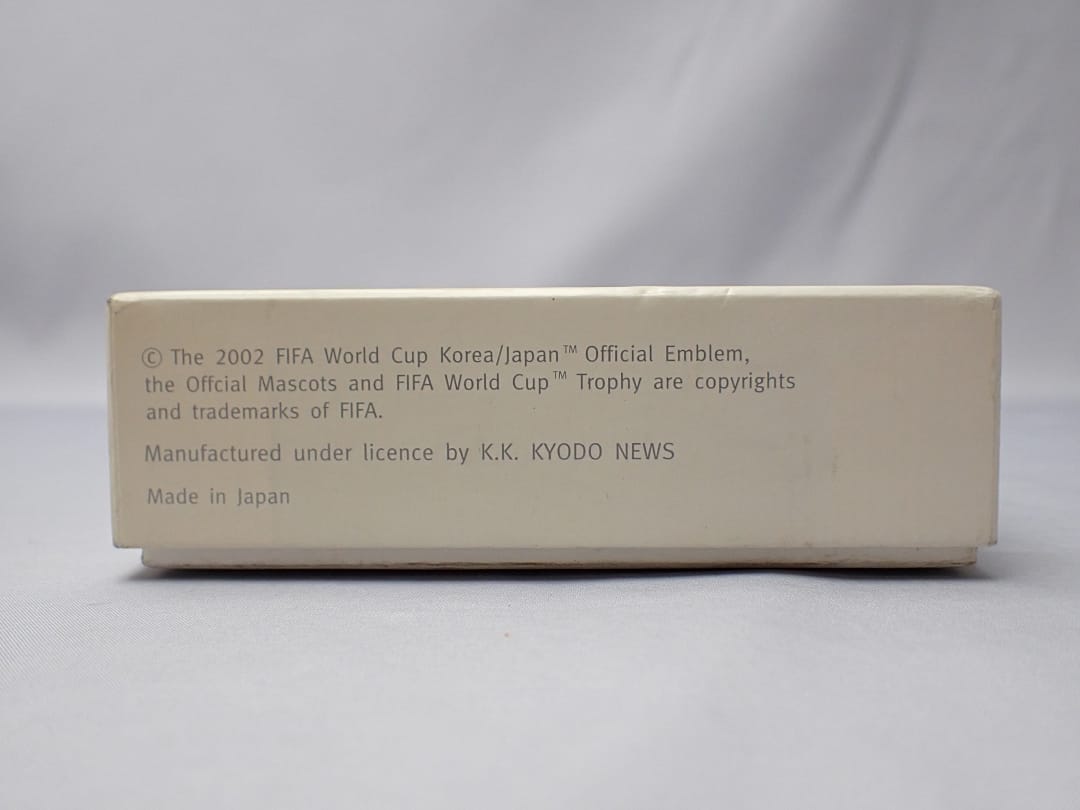 © The 2002 FIFA World Cup Korea/Japan™ Official Emblem,
the Offcial Mascots and FIFA World Cup™ Trophy are copyrights
and trademarks of FIFA.
Manufactured under licence by K.K. KYODO NEWS
Made in Japan